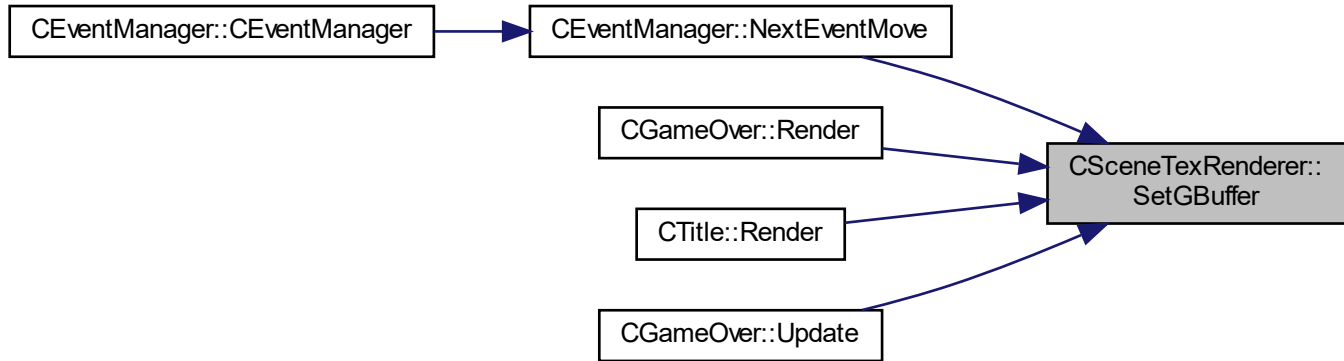 CEventManager::CEventManager
CEventManager::NextEventMove
CGameOver::Render
CSceneTexRenderer::
SetGBuffer
CTitle::Render
CGameOver::Update